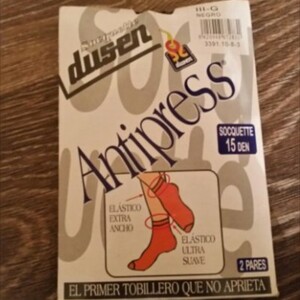 III-G
NEGRO
dusen
dusen
Antipress®
SOCQUETTE
15 DEN
ELÁSTICO
EXTRA
ANCHO
ELÁSTICO
ULTRA
SUAVE
2 PARES
EL PRIMER TOBILLERO QUE NO APRIETA